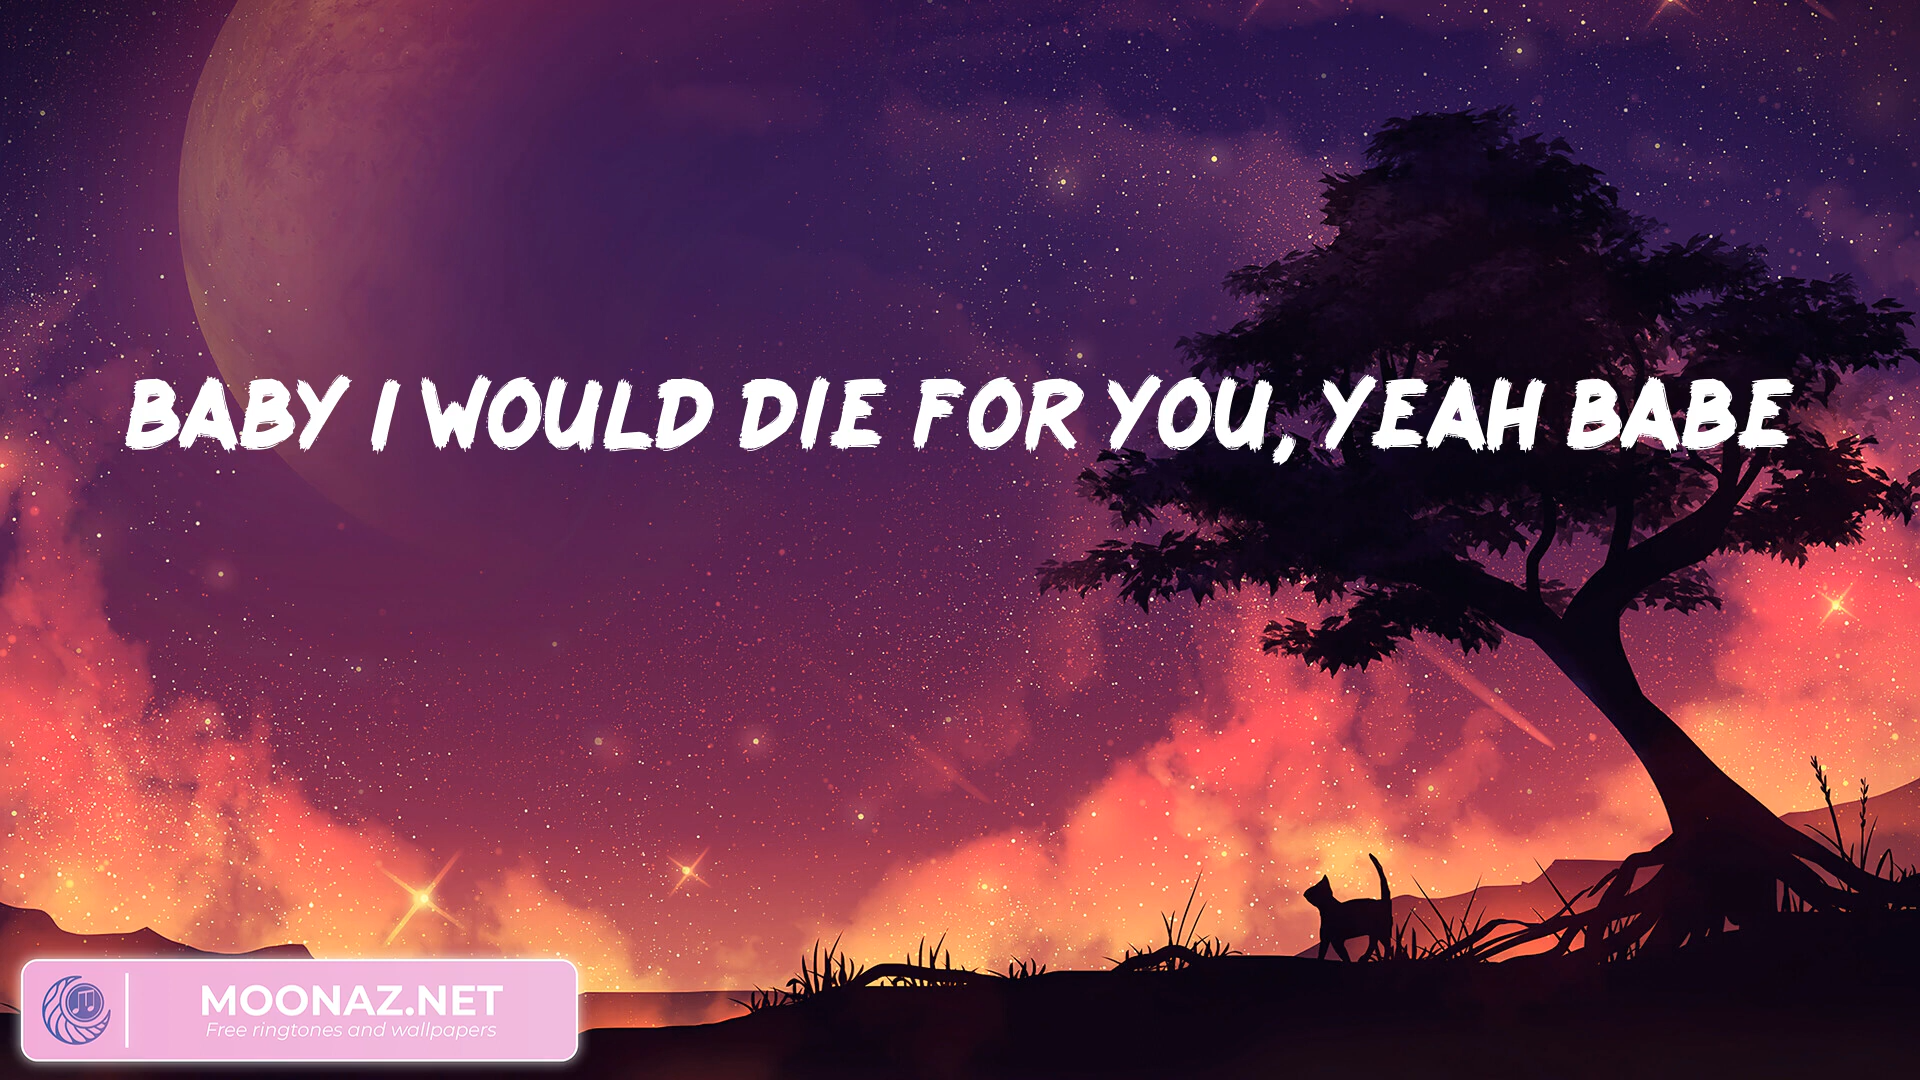 BABY I WOULD DIE FOR YOU, YEAH BABE
MOONAZ.NET
Free ringtones and wallpapers